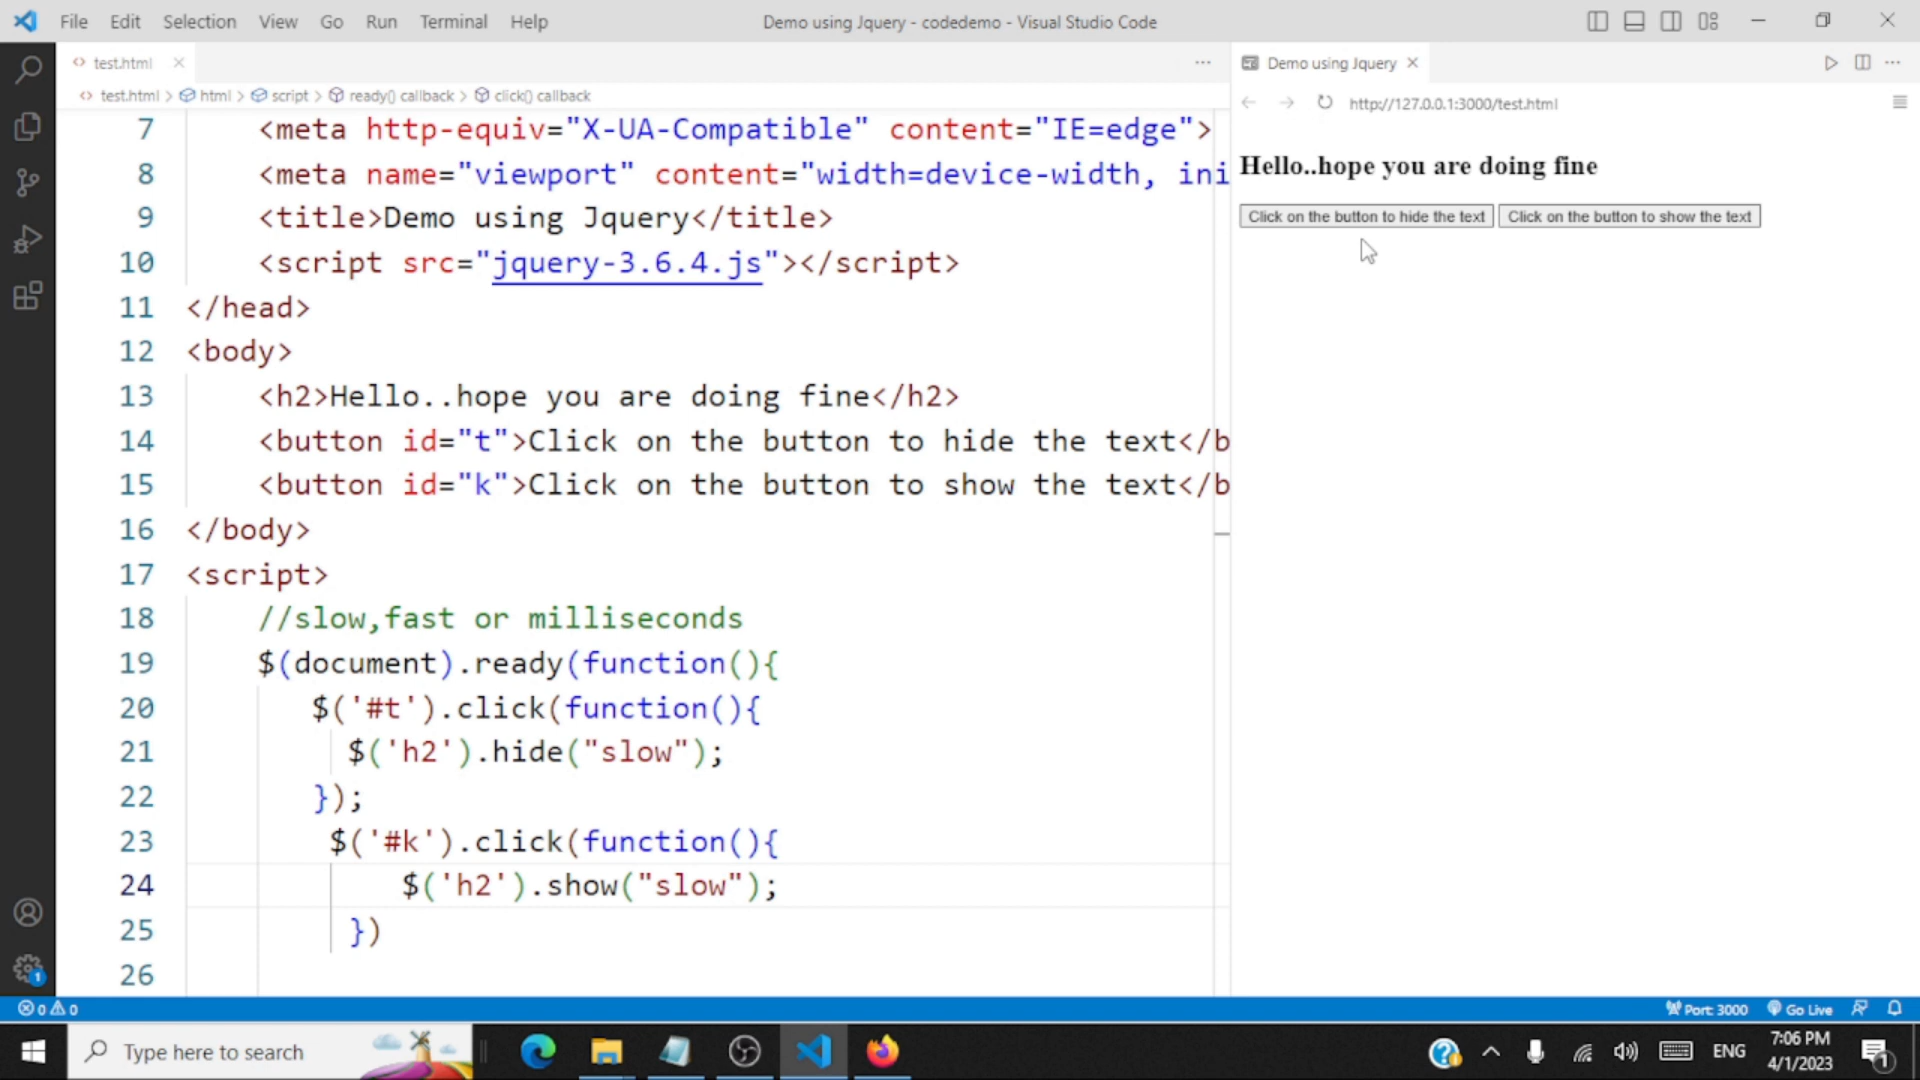 File Edit Selection View Go Run Terminal Help
Demo using Jquery - codedemo - Visual Studio Code
test.html
test.html > html > script > ready() callback > click() callback
7 <meta http-equiv="X-UA-Compatible" content="IE=edge">
8 <meta name="viewport" content="width=device-width, ini
9 <title>Demo using Jquery</title>
10 <script src="jquery-3.6.4.js"></script>
11 </head>
12 <body>
13 <h2>Hello..hope you are doing fine</h2>
14 <button id="t">Click on the button to hide the text</b
15 <button id="k">Click on the button to show the text</b
16 </body>
17 <script>
18 //slow,fast or milliseconds
19 $(document).ready(function(){
20 $('#t').click(function(){
21 $('h2').hide("slow");
22 });
23 $('#k').click(function(){
24 $('h2').show("slow");
25 })
26
Demo using Jquery
http://127.0.0.1:3000/test.html
Hello..hope you are doing fine
Click on the button to hide the text Click on the button to show the text
1
0 0
Port: 3000 Go Live
Type here to search
ENG
7:06 PM
4/1/2023
1